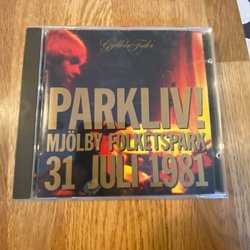 Gyllene Tider
PARKLIV!
MJÖLBY FOLKETSPARK
31 JULI 1981